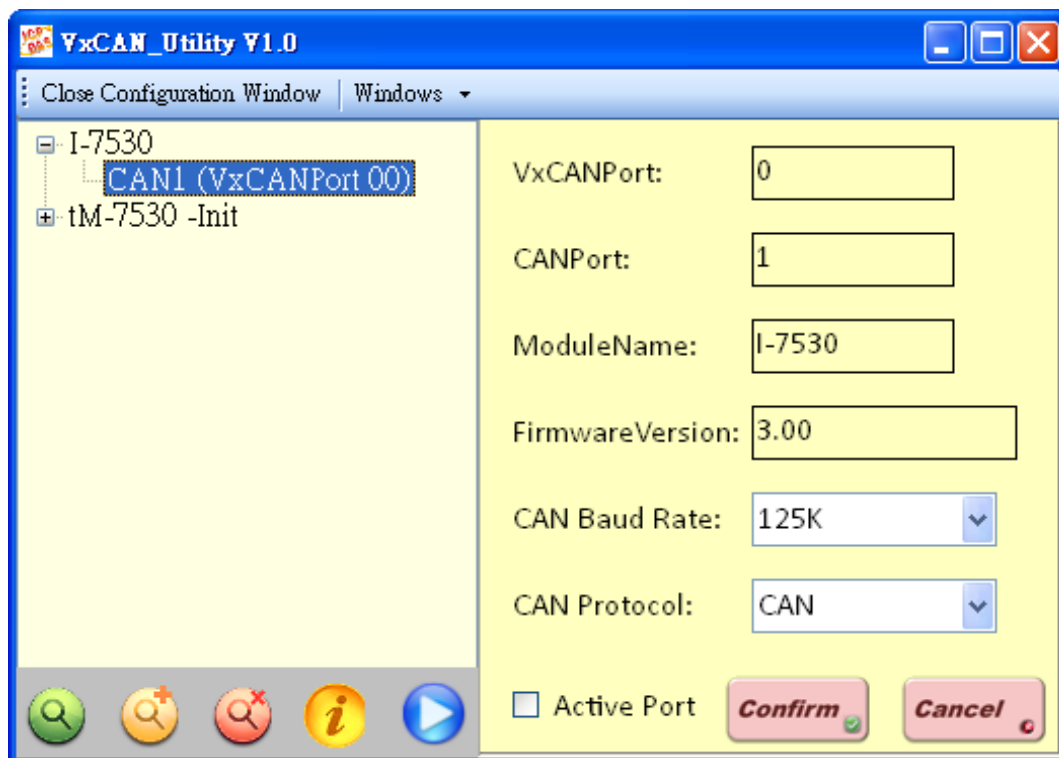 VxCAN_Utility V1.0
Close Configuration Window Windows
I-7530
CAN1 (VxCANPort 00)
tM-7530 -Init
VxCANPort: 0
CANPort: 1
ModuleName: I-7530
FirmwareVersion: 3.00
CAN Baud Rate: 125K
CAN Protocol: CAN
Active Port Confirm Cancel